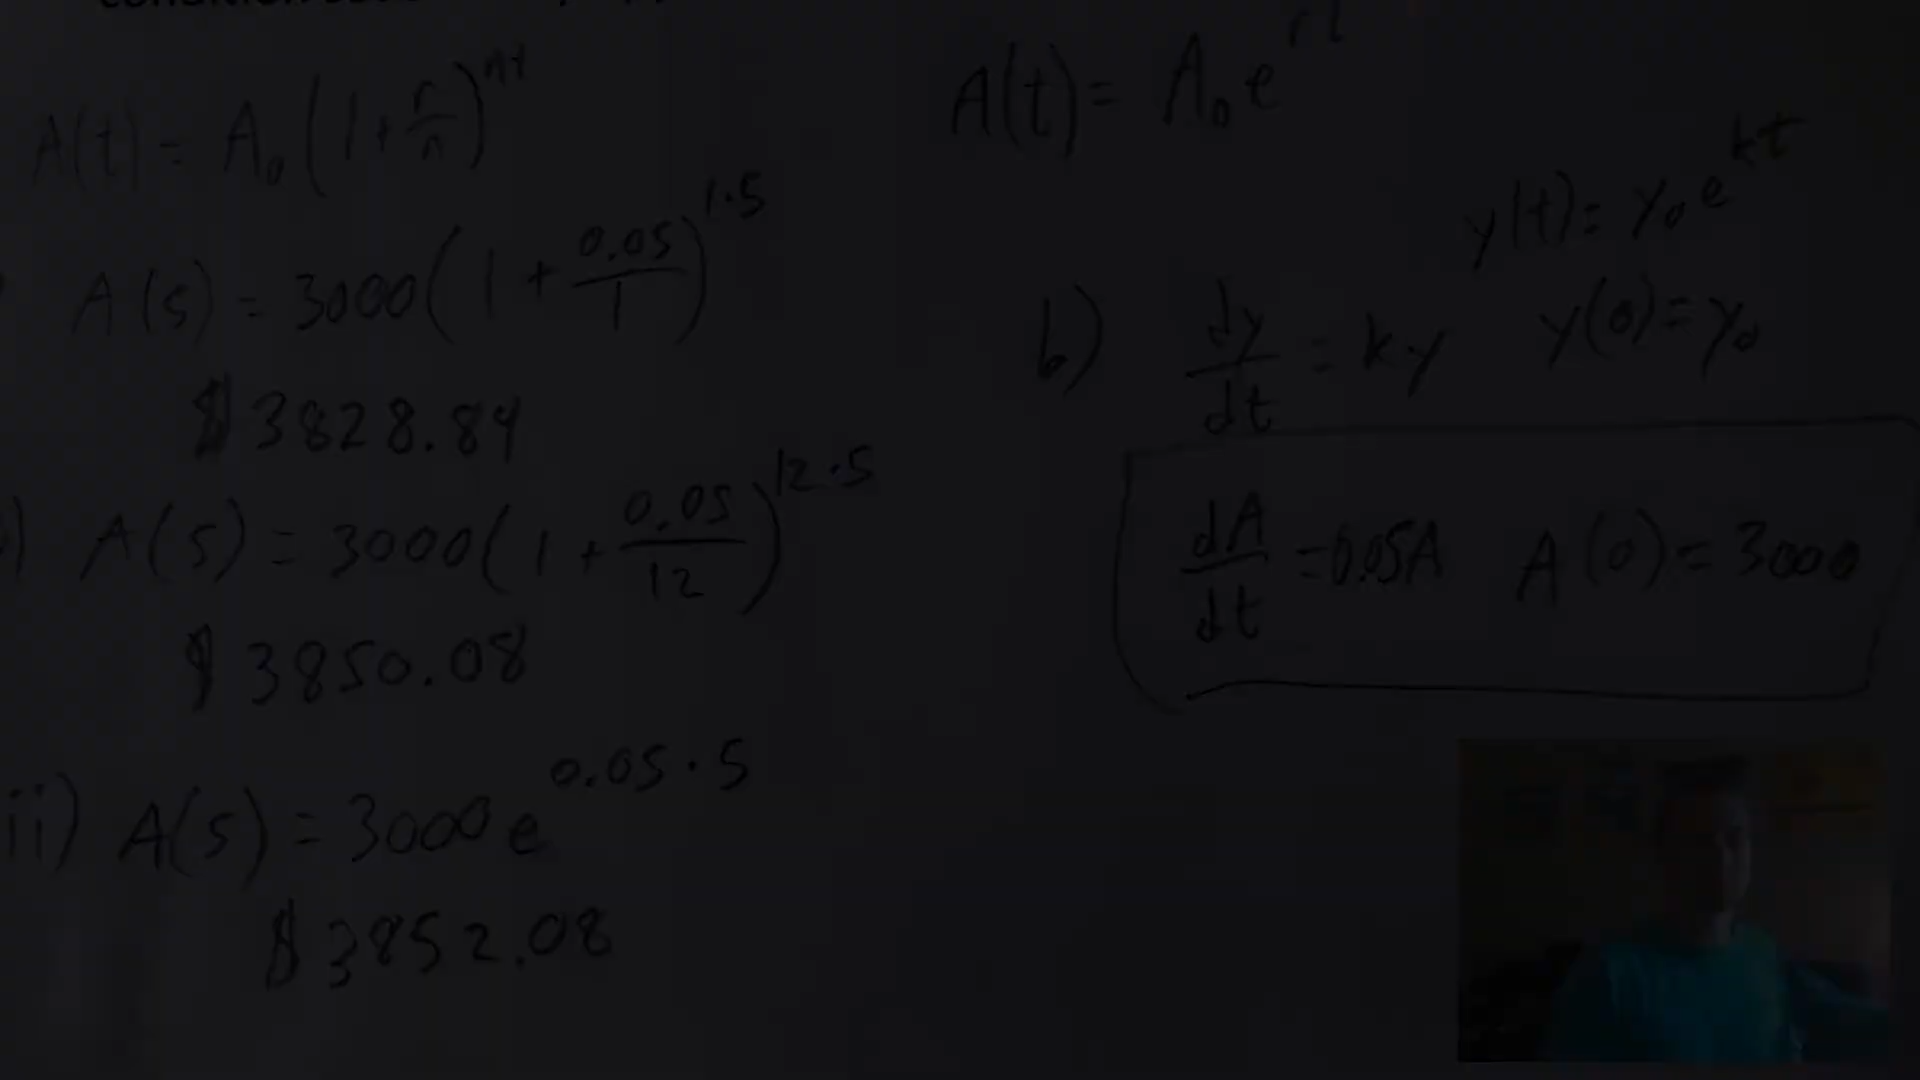 A(t) = A₀(1 + r/n)^nt
A(5) = 3000(1 + 0.05/1)^1·5
$3828.84
) A(5) = 3000(1 + 0.05/12)^12·5
$3850.08
ii) A(5) = 3000e^0.05·5
$3852.08
A(t) = A₀e^rt
y(t) = y₀e^kt
b) dy/dt = ky y(0) = y₀
dA/dt = 0.05A A(0) = 3000